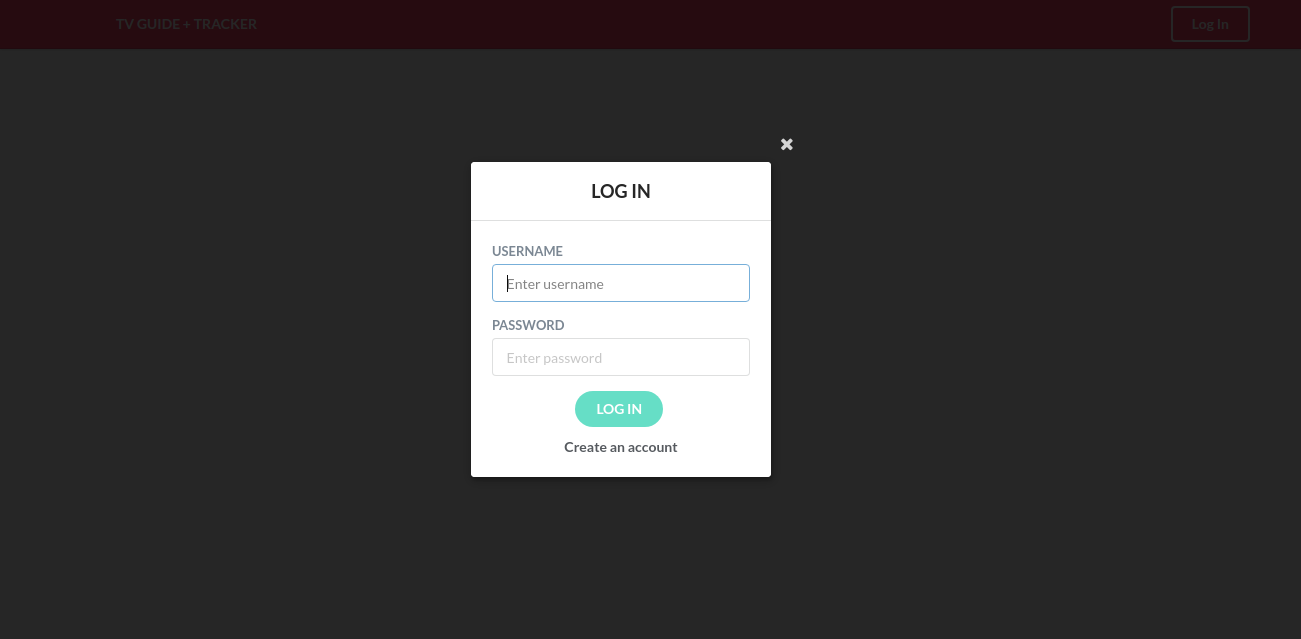 TV GUIDE + TRACKER
Log In
LOG IN
USERNAME
Enter username
PASSWORD
Enter password
LOG IN
Create an account